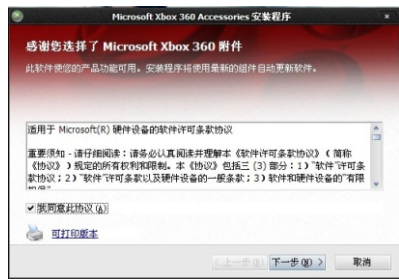 Microsoft Xbox 360 Accessories 安装程序
感谢您选择了 Microsoft Xbox 360 附件
此软件使您的产品功能可用。安装程序将使用最新的组件自动更新软件。
适用于 Microsoft(R) 硬件设备的软件许可条款协议
重要须知 - 请仔细阅读：请务必认真阅读并理解本《软件许可条款协议》( 简称
《协议》) 规定的所有权利和限制。本《协议》包括三 (3) 部分：1) "软件"许可条
款协议；2) "软件"许可条款以及硬件设备的一般条款；3) 软件和硬件设备的"有限
我同意此协议 (A)
可打印版本
< 上一步 (B)
下一步 (N) >
取消